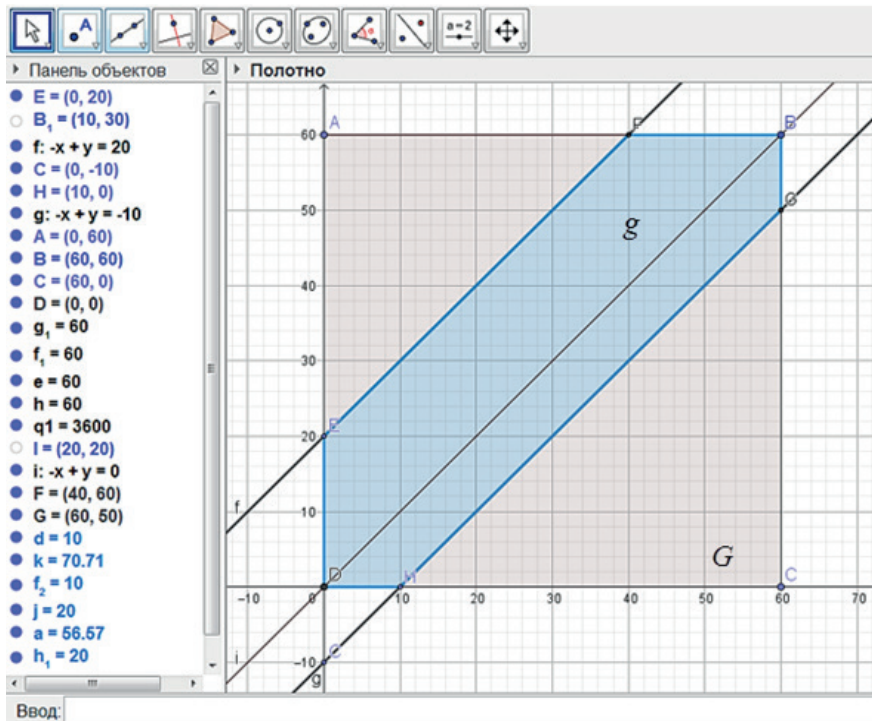 A
a=2
Панель объектов
Полотно
E = (0, 20)
B₁ = (10, 30)
f: -x + y = 20
C = (0, -10)
H = (10, 0)
g: -x + y = -10
A = (0, 60)
B = (60, 60)
C = (60, 0)
D = (0, 0)
g₁ = 60
f₁ = 60
e = 60
h = 60
q1 = 3600
I = (20, 20)
i: -x + y = 0
F = (40, 60)
G = (60, 50)
d = 10
k = 70.71
f₂ = 10
j = 20
a = 56.57
h₁ = 20
Ввод:
60 A F B
50 G
g
40
30
20 E
f
G
D H C
-10 0 10 20 30 40 50 60 70
i -10 C
g